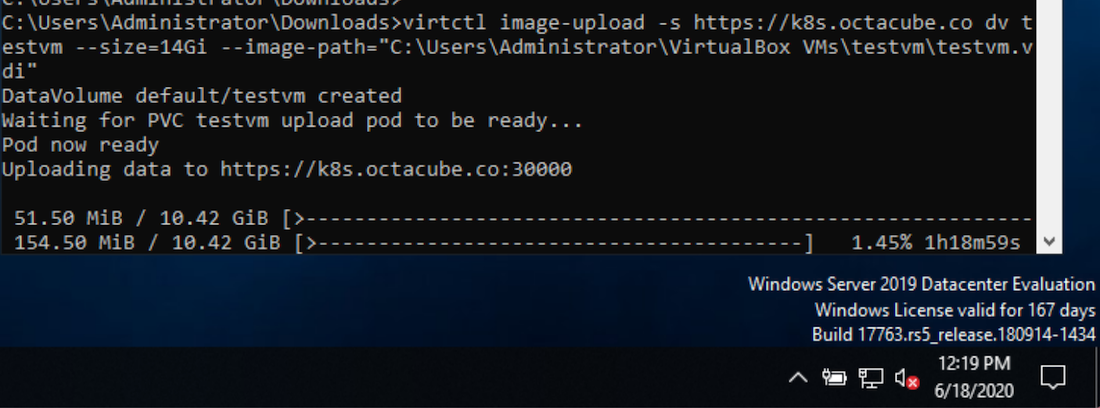 C:\Users\Administrator\Downloads>
C:\Users\Administrator\Downloads>virtctl image-upload -s https://k8s.octacube.co dv t
estvm --size=14Gi --image-path="C:\Users\Administrator\VirtualBox VMs\testvm\testvm.v
di"
DataVolume default/testvm created
Waiting for PVC testvm upload pod to be ready...
Pod now ready
Uploading data to https://k8s.octacube.co:30000
51.50 MiB / 10.42 GiB [>------------------------------------------------------------
154.50 MiB / 10.42 GiB [>----------------------------------------] 1.45% 1h18m59s
Windows Server 2019 Datacenter Evaluation
Windows License valid for 167 days
Build 17763.rs5_release.180914-1434
12:19 PM
6/18/2020